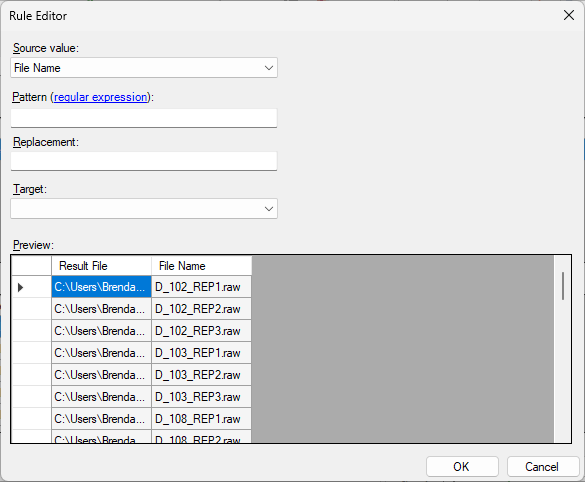 Rule Editor
Source value:
File Name
Pattern (regular expression):
Replacement:
Target:
Preview:
Result File File Name
C:\Users\Brenda... D_102_REP1.raw
C:\Users\Brenda... D_102_REP2.raw
C:\Users\Brenda... D_102_REP3.raw
C:\Users\Brenda... D_103_REP1.raw
C:\Users\Brenda... D_103_REP2.raw
C:\Users\Brenda... D_103_REP3.raw
C:\Users\Brenda... D_108_REP1.raw
C:\Users\Brenda... D_108_REP2.raw
OK Cancel